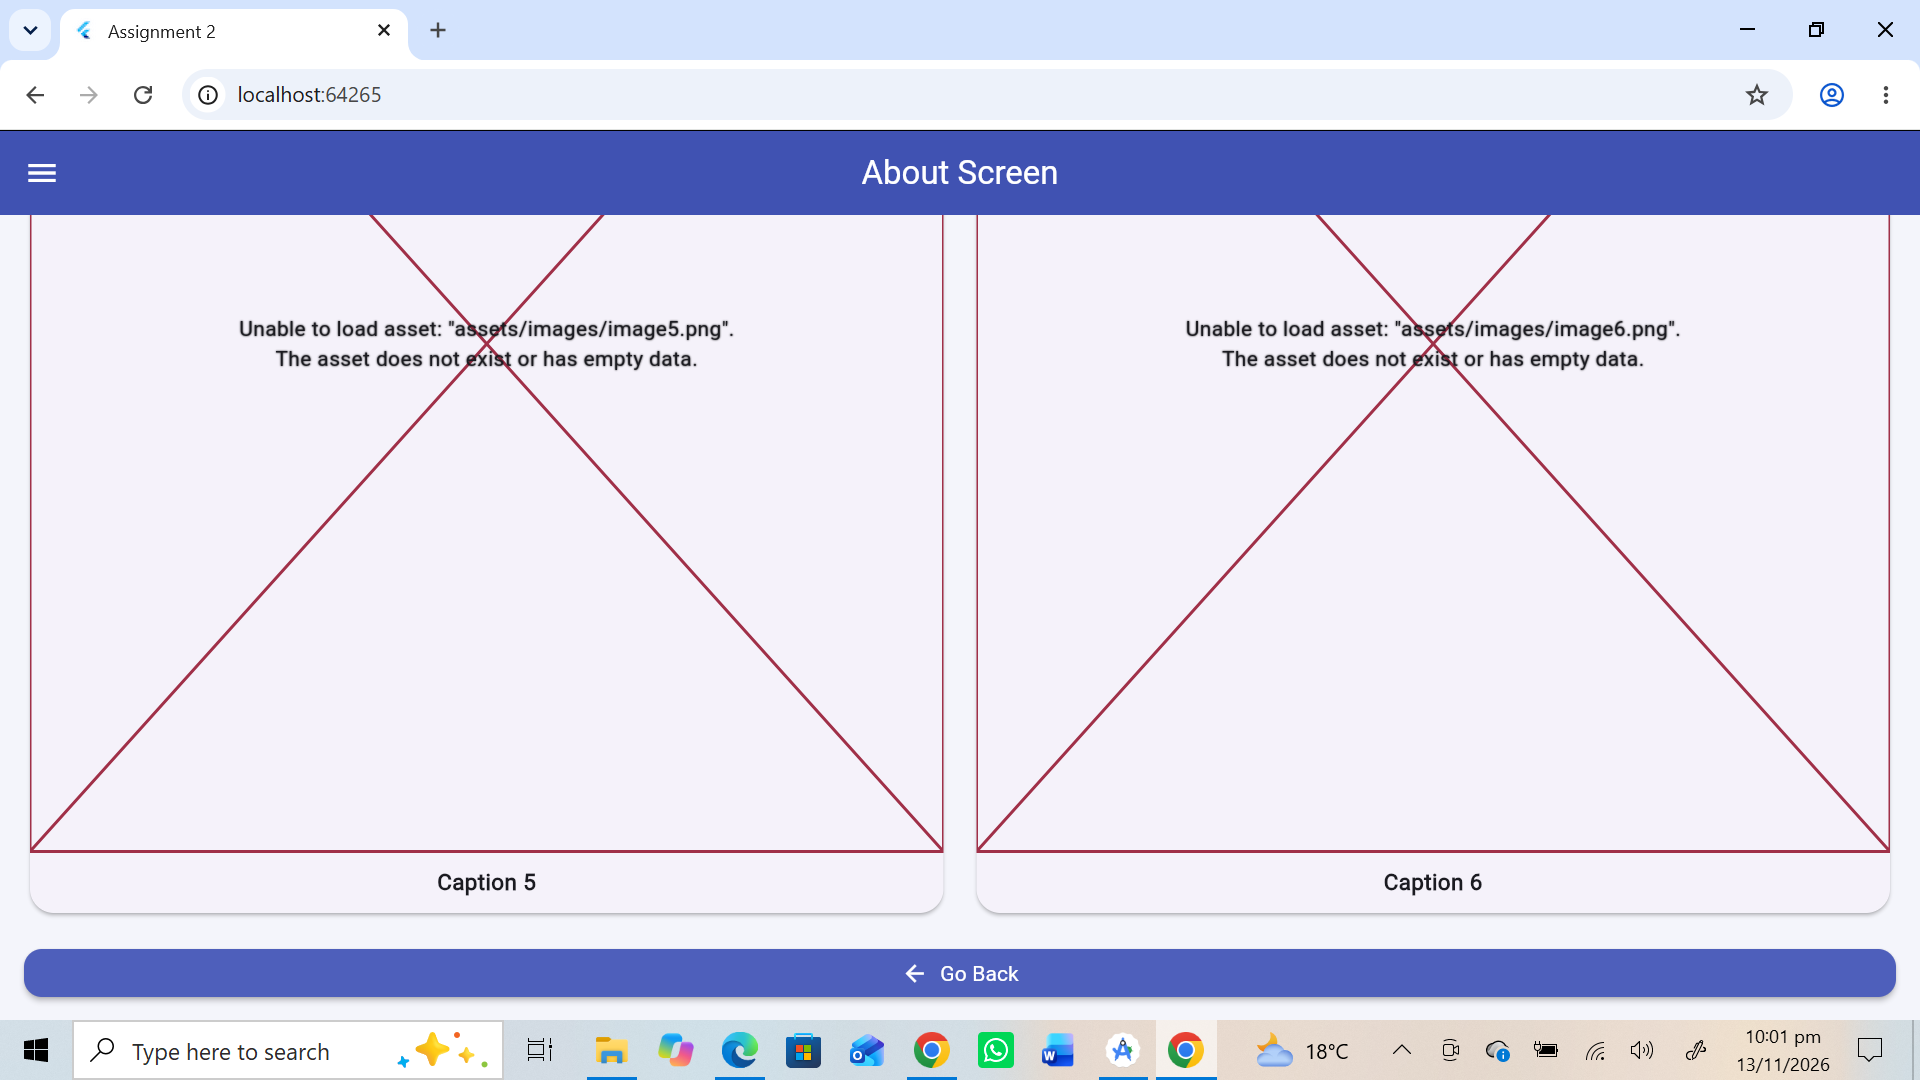 Assignment 2
localhost:64265
About Screen
Unable to load asset: "assets/images/image5.png".
The asset does not exist or has empty data.
Unable to load asset: "assets/images/image6.png".
The asset does not exist or has empty data.
Caption 5
Caption 6
Go Back
Type here to search
18°C
10:01 pm
13/11/2026